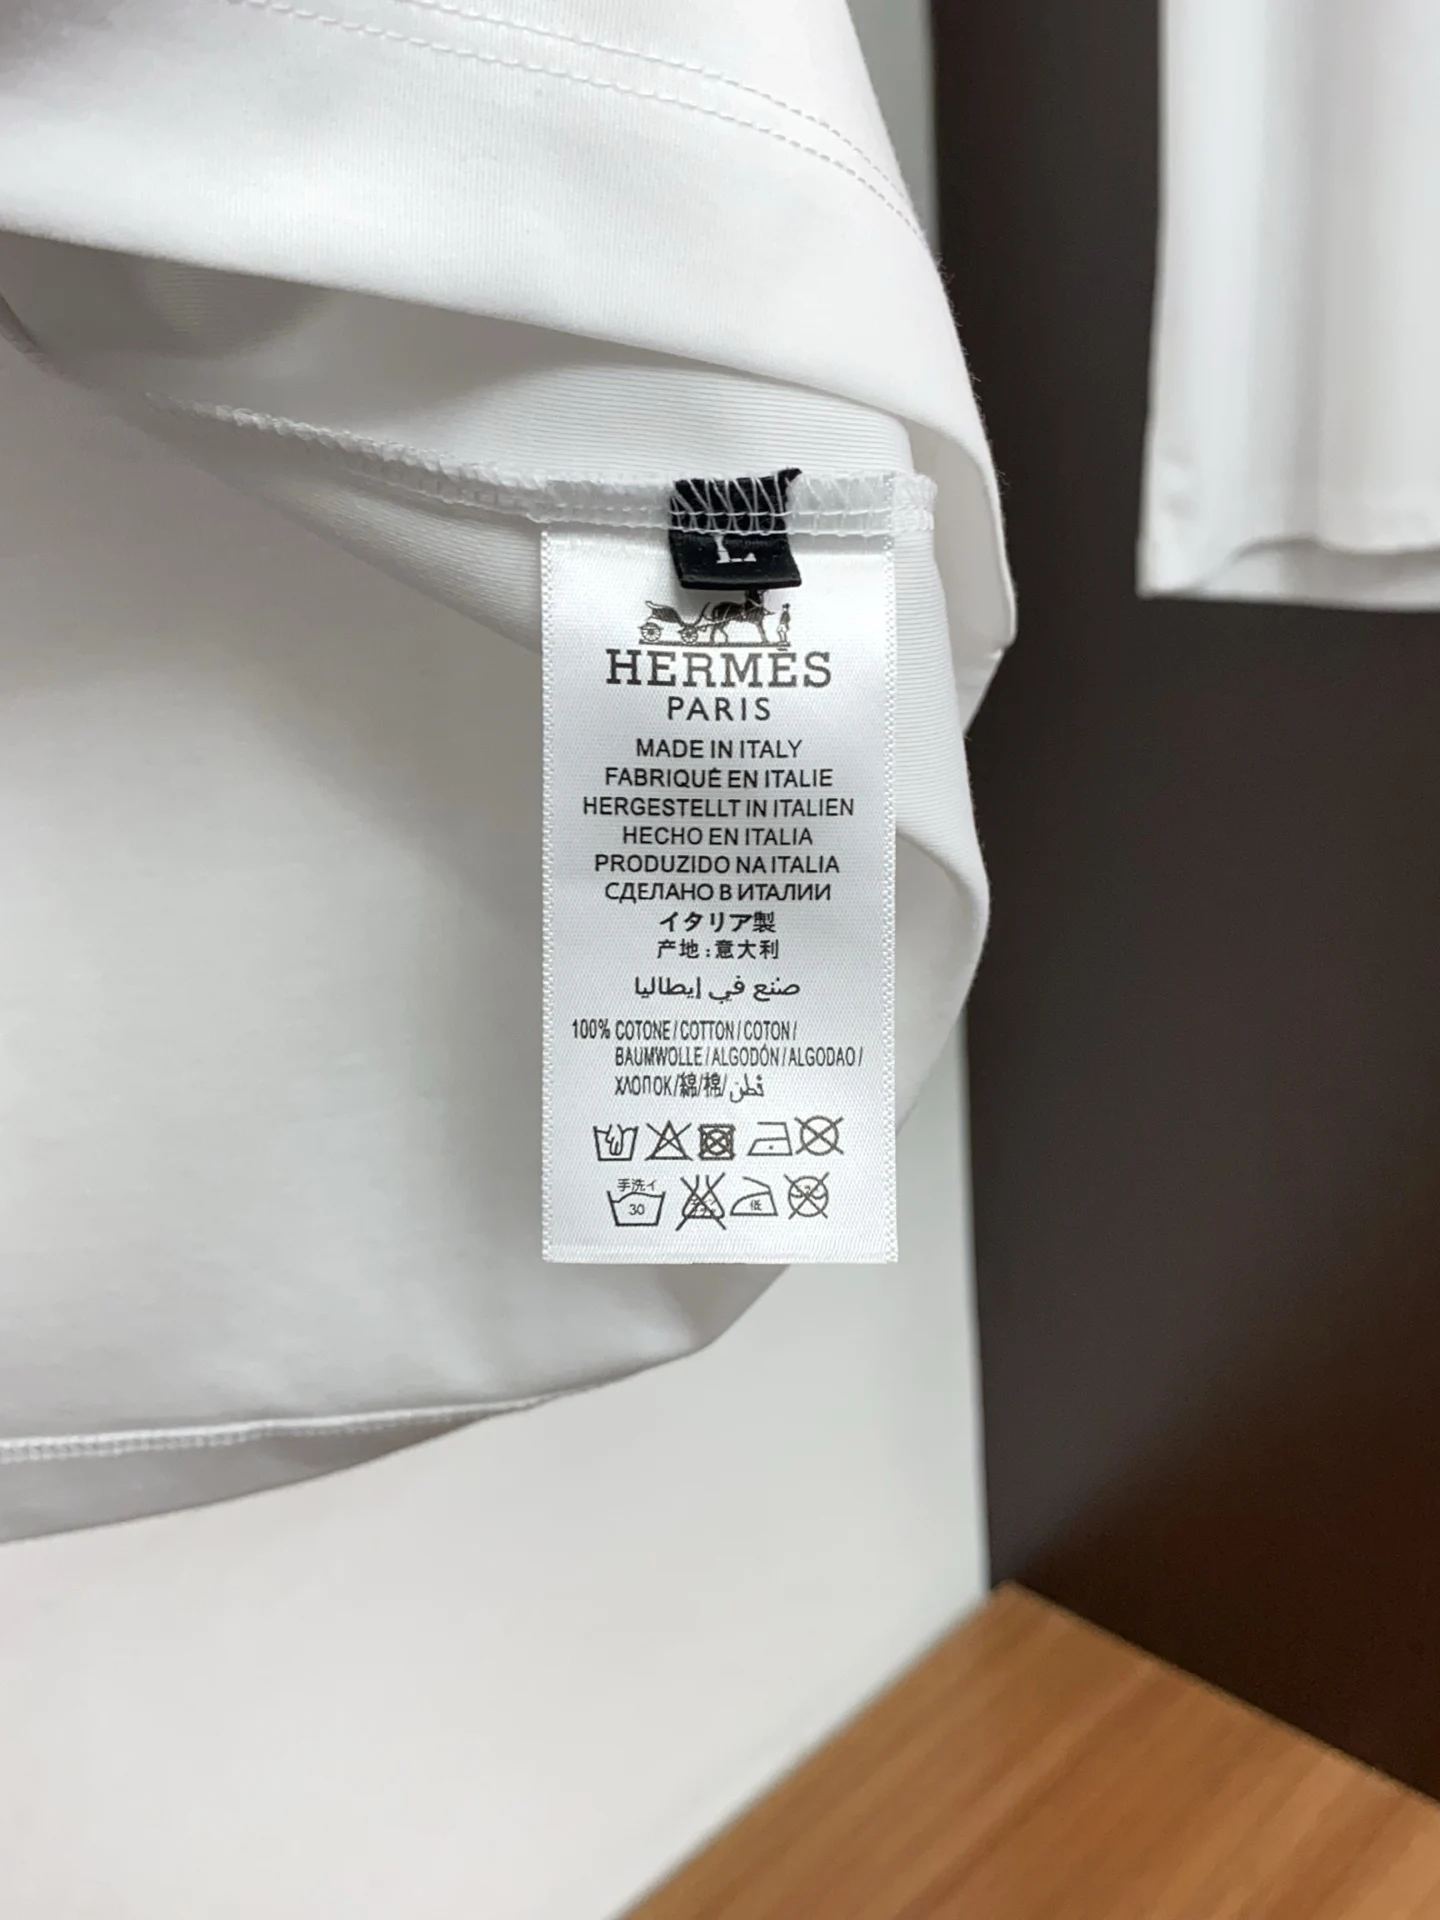 HERMÈS
PARIS
MADE IN ITALY
FABRIQUÉ EN ITALIE
HERGESTELLT IN ITALIEN
HECHO EN ITALIA
PRODUZIDO NA ITALIA
СДЕЛАНО В ИТАЛИИ
イタリア製
产地:意大利
صنع في إيطاليا
100% COTONE/COTTON/COTON/
BAUMWOLLE/ALGODÓN/ALGODAO/
ХЛОПОК/綿/棉/قطن
手洗イ
30
低